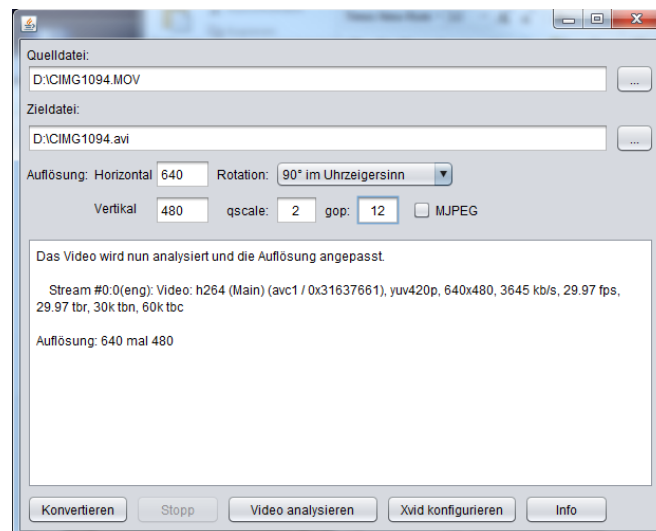 Quelldatei:
D:\CIMG1094.MOV
...
Zieldatei:
D:\CIMG1094.avi
...
Auflösung: Horizontal 640 Rotation: 90° im Uhrzeigersinn
Vertikal 480 qscale: 2 gop: 12 MJPEG
Das Video wird nun analysiert und die Auflösung angepasst.
Stream #0:0(eng): Video: h264 (Main) (avc1 / 0x31637661), yuv420p, 640x480, 3645 kb/s, 29.97 fps,
29.97 tbr, 30k tbn, 60k tbc
Auflösung: 640 mal 480
Konvertieren Stopp Video analysieren Xvid konfigurieren Info